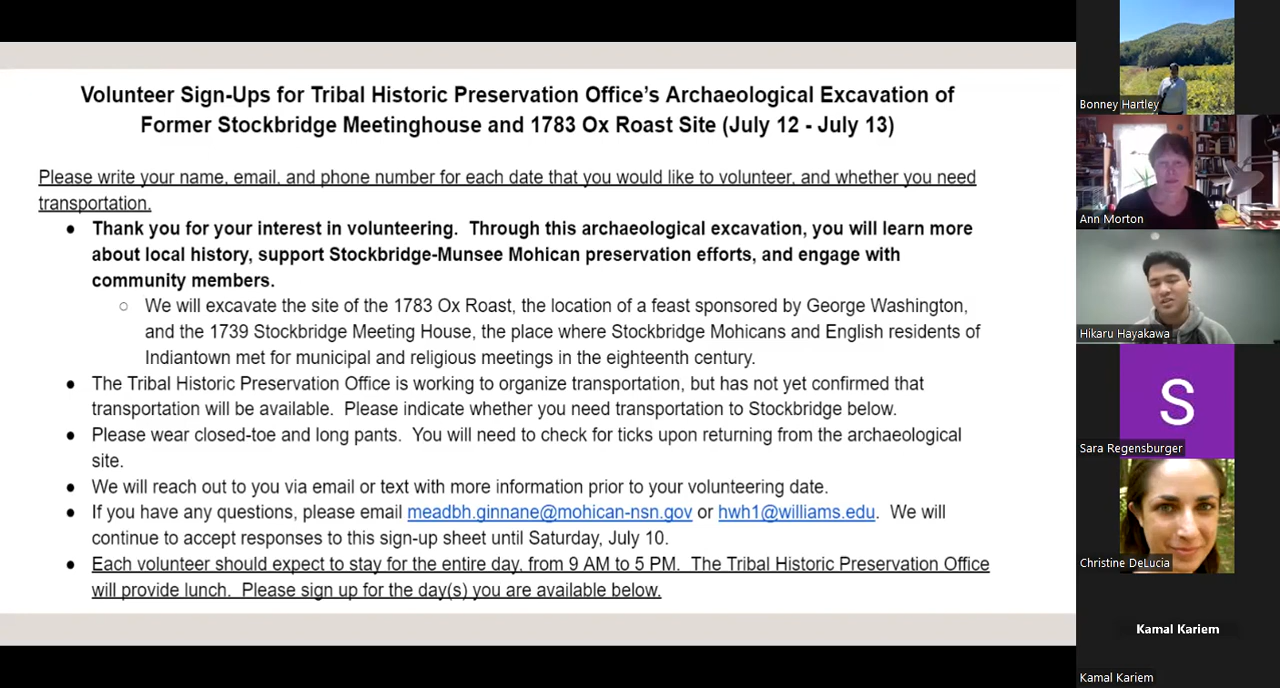 Volunteer Sign-Ups for Tribal Historic Preservation Office's Archaeological Excavation of
Former Stockbridge Meetinghouse and 1783 Ox Roast Site (July 12 - July 13)
Please write your name, email, and phone number for each date that you would like to volunteer, and whether you need
transportation.
● Thank you for your interest in volunteering.  Through this archaeological excavation, you will learn more
about local history, support Stockbridge-Munsee Mohican preservation efforts, and engage with
community members.
○ We will excavate the site of the 1783 Ox Roast, the location of a feast sponsored by George Washington,
and the 1739 Stockbridge Meeting House, the place where Stockbridge Mohicans and English residents of
Indiantown met for municipal and religious meetings in the eighteenth century.
● The Tribal Historic Preservation Office is working to organize transportation, but has not yet confirmed that
transportation will be available.  Please indicate whether you need transportation to Stockbridge below.
● Please wear closed-toe and long pants.  You will need to check for ticks upon returning from the archaeological
site.
● We will reach out to you via email or text with more information prior to your volunteering date.
● If you have any questions, please email meadbh.ginnane@mohican-nsn.gov or hwh1@williams.edu.  We will
continue to accept responses to this sign-up sheet until Saturday, July 10.
● Each volunteer should expect to stay for the entire day, from 9 AM to 5 PM.  The Tribal Historic Preservation Office
will provide lunch.  Please sign up for the day(s) you are available below.
Bonney Hartley
Ann Morton
Hikaru Hayakawa
S
Sara Regensburger
Christine DeLucia
Kamal Kariem
Kamal Kariem